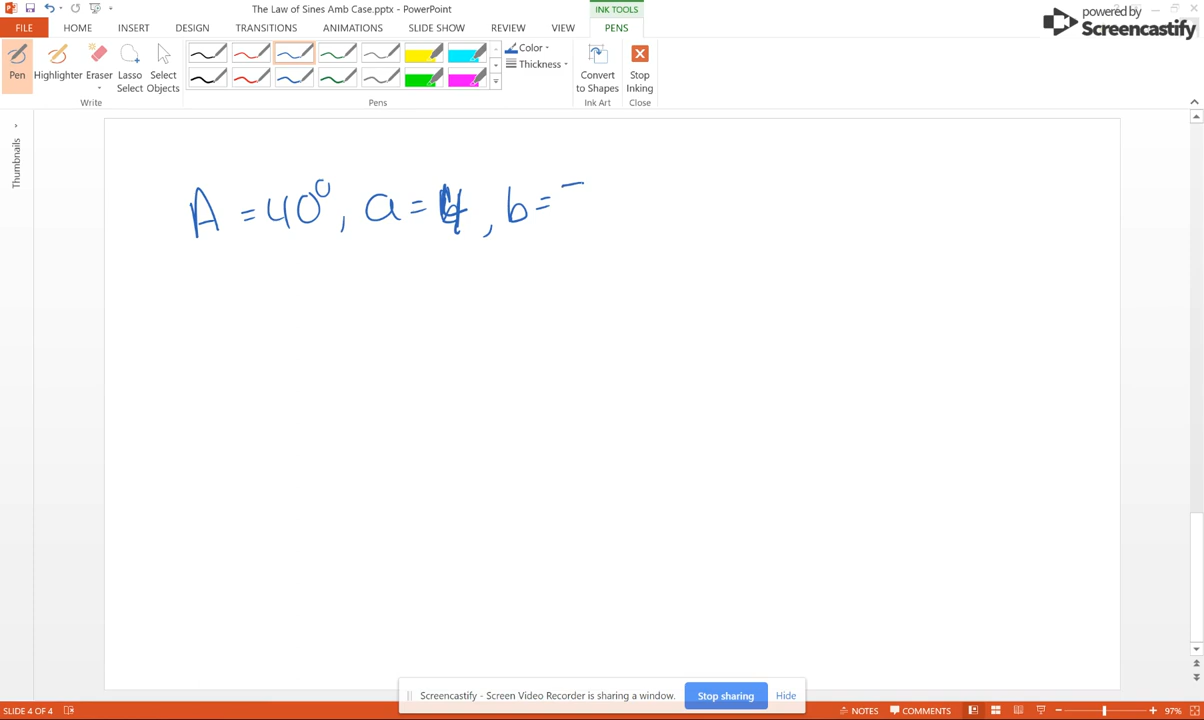 The Law of Sines Amb Case.pptx - PowerPoint
INK TOOLS
powered by
Screencastify
FILE HOME INSERT DESIGN TRANSITIONS ANIMATIONS SLIDE SHOW REVIEW VIEW PENS
Pen Highlighter Eraser Lasso Select Select Objects
Color
Thickness
Convert to Shapes
Stop Inking
Write Pens Ink Art Close
Thumbnails
A = 40°, a = 4, b =
Screencastify - Screen Video Recorder is sharing a window. Stop sharing Hide
SLIDE 4 OF 4 NOTES COMMENTS 97%